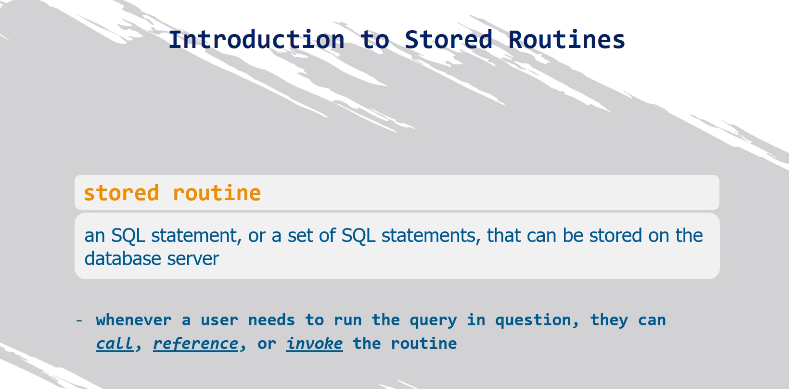 Introduction to Stored Routines
stored routine
an SQL statement, or a set of SQL statements, that can be stored on the
database server
- whenever a user needs to run the query in question, they can
call, reference, or invoke the routine